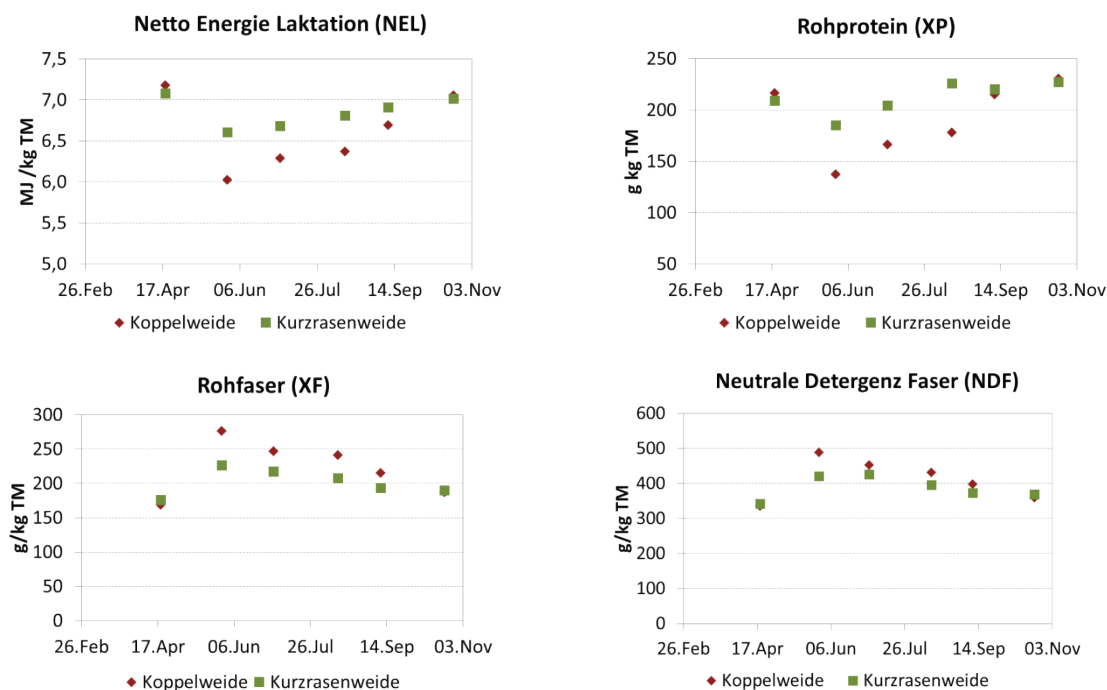 Netto Energie Laktation (NEL)
7,5
7,0
6,5
6,0
5,5
5,0
MJ /kg TM
26.Feb 17.Apr 06.Jun 26.Jul 14.Sep 03.Nov
Koppelweide Kurzrasenweide
Rohprotein (XP)
250
200
150
100
50
g kg TM
26.Feb 17.Apr 06.Jun 26.Jul 14.Sep 03.Nov
Koppelweide Kurzrasenweide
Rohfaser (XF)
300
250
200
150
100
50
0
g/kg TM
26.Feb 17.Apr 06.Jun 26.Jul 14.Sep 03.Nov
Koppelweide Kurzrasenweide
Neutrale Detergenz Faser (NDF)
600
500
400
300
200
100
0
g/kg TM
26.Feb 17.Apr 06.Jun 26.Jul 14.Sep 03.Nov
Koppelweide Kurzrasenweide